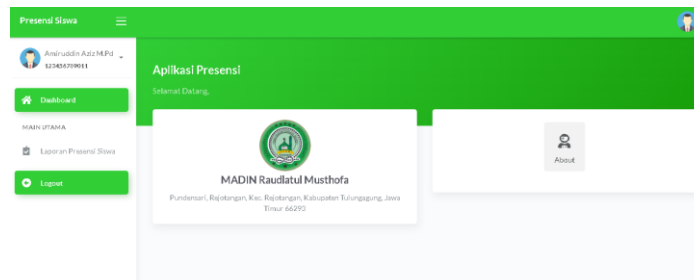 Presensi Siswa
Amiruddin Aziz M.Pd
123456789011
Dashboard
MAIN UTAMA
Laporan Presensi Siswa
Logout
Aplikasi Presensi
Selamat Datang,
MADIN Raudlatul Musthofa
Pundensari, Rejotangan, Kec. Rejotangan, Kabupaten Tulungagung, Jawa
Timur 66293
About